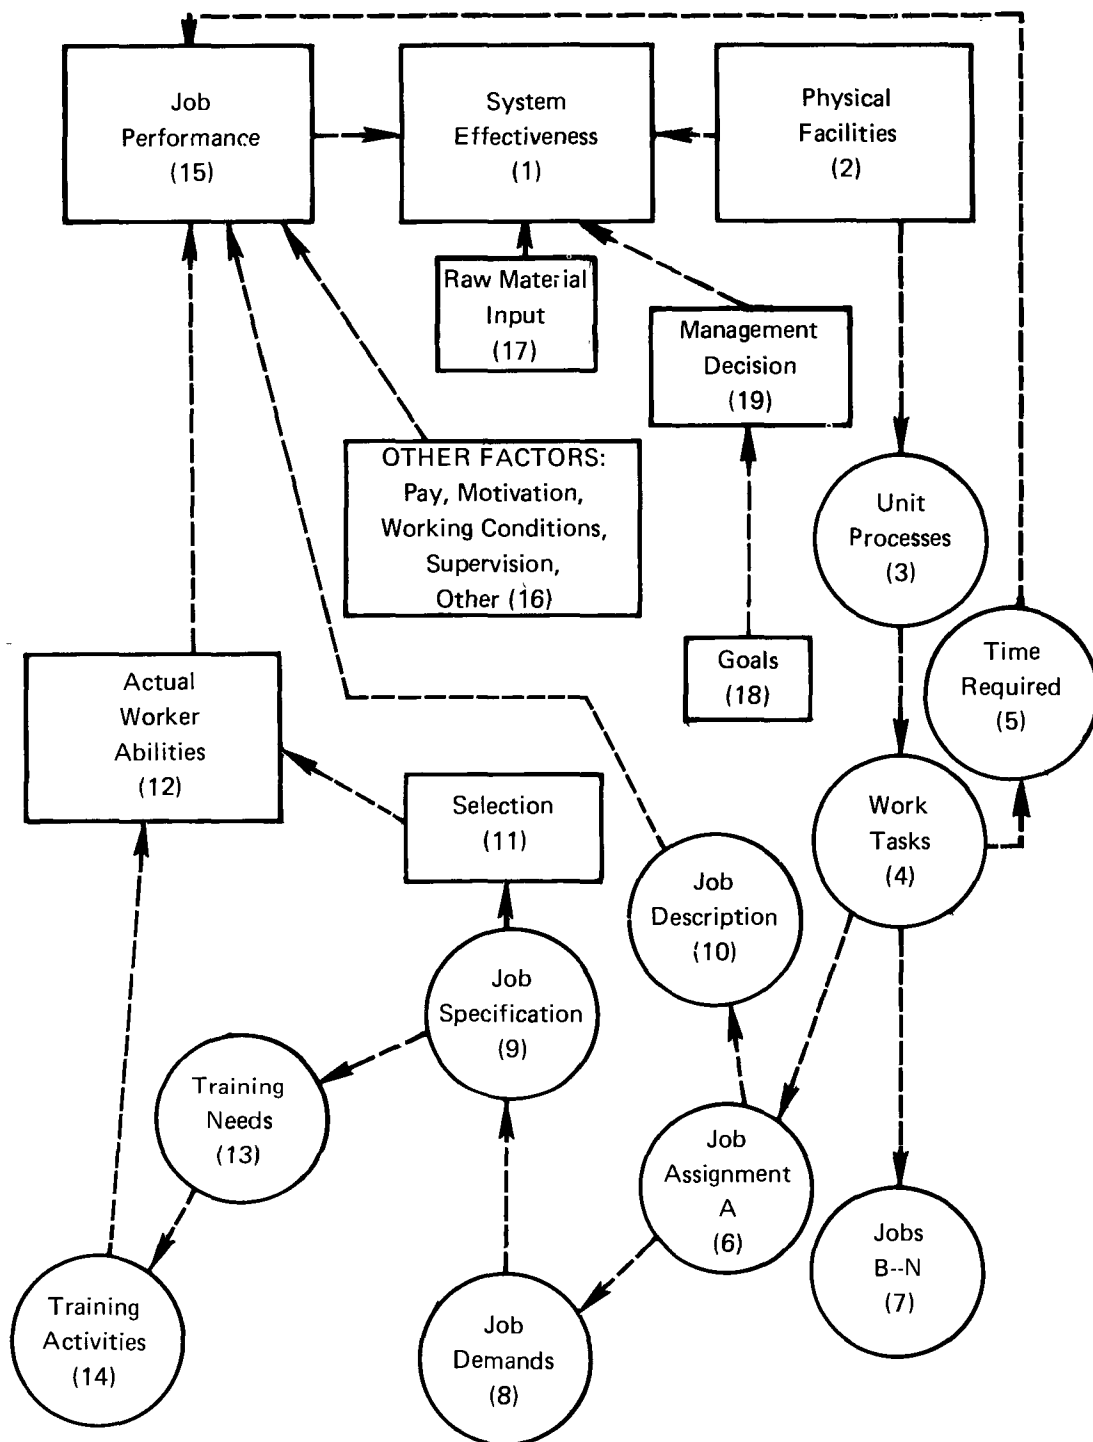 Job
Performance
(15)
System
Effectiveness
(1)
Physical
Facilities
(2)
Raw Material
Input
(17)
Management
Decision
(19)
OTHER FACTORS:
Pay, Motivation,
Working Conditions,
Supervision,
Other (16)
Unit
Processes
(3)
Goals
(18)
Time
Required
(5)
Actual
Worker
Abilities
(12)
Selection
(11)
Work
Tasks
(4)
Job
Description
(10)
Job
Specification
(9)
Training
Needs
(13)
Job
Assignment
A
(6)
Jobs
B--N
(7)
Training
Activities
(14)
Job
Demands
(8)